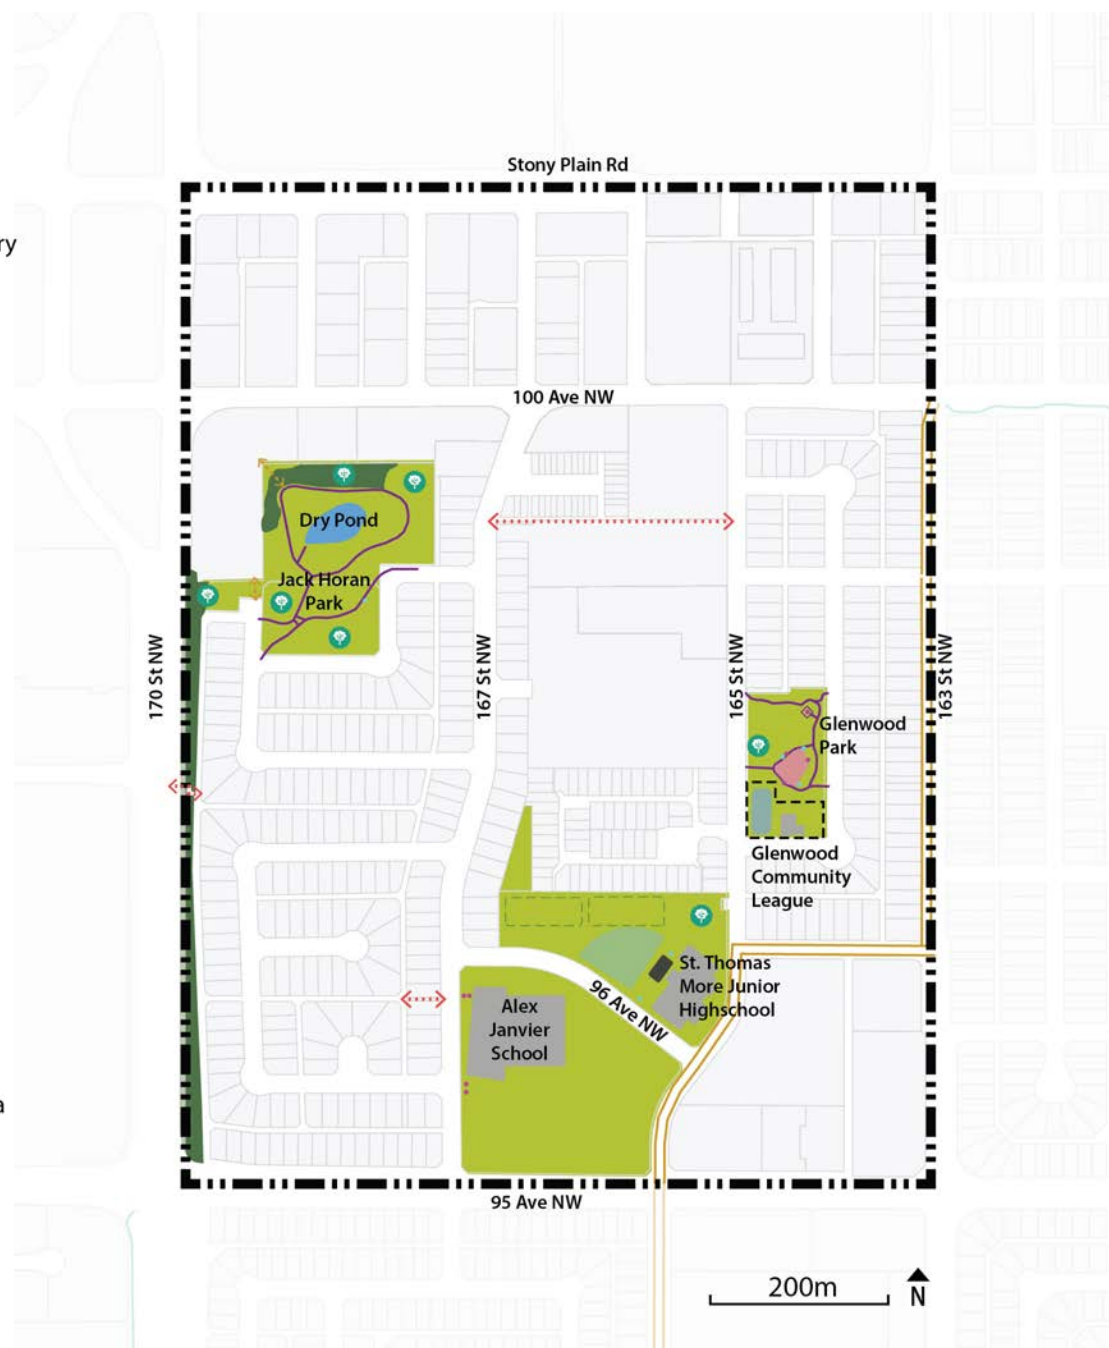 Stony Plain Rd
ry
100 Ave NW
Dry Pond
Jack Horan
Park
170 St NW
167 St NW
165 St NW
163 St NW
Glenwood
Park
Glenwood
Community
League
St. Thomas
More Junior
Highschool
96 Ave NW
Alex
Janvier
School
a
95 Ave NW
200m
N